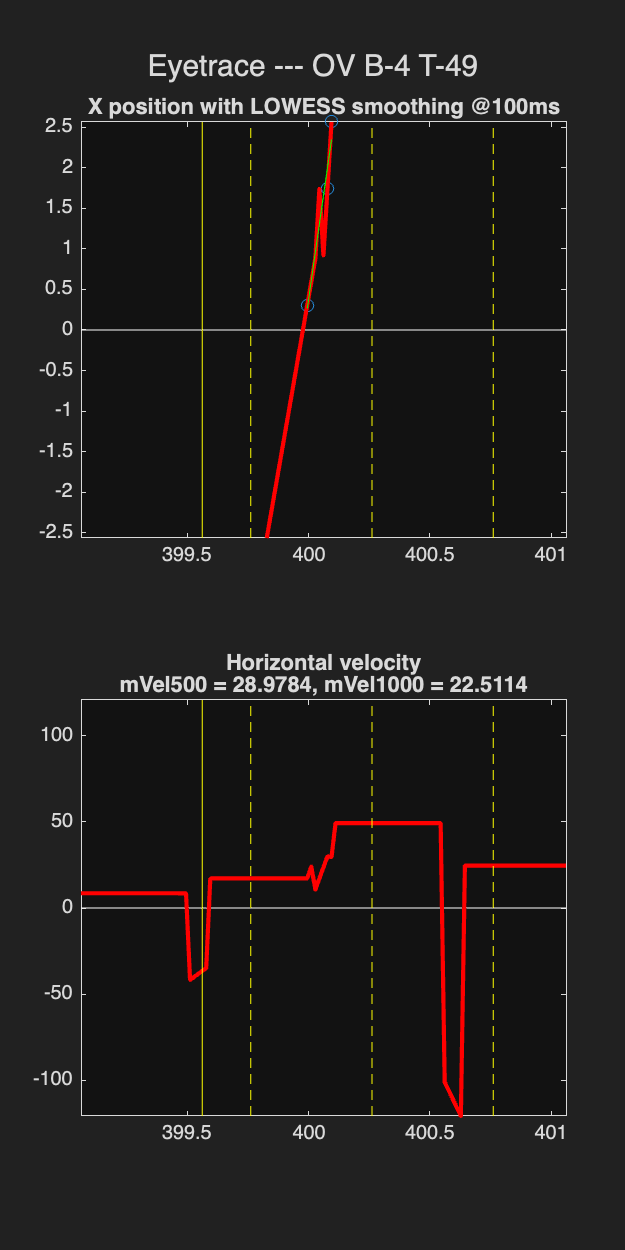 Eyetrace --- OV B-4 T-49
X position with LOWESS smoothing @100ms
2.5
2
1.5
1
0.5
0
-0.5
-1
-1.5
-2
-2.5
399.5 400 400.5 401
Horizontal velocity
mVel500 = 28.9784, mVel1000 = 22.5114
100
50
0
-50
-100
399.5 400 400.5 401